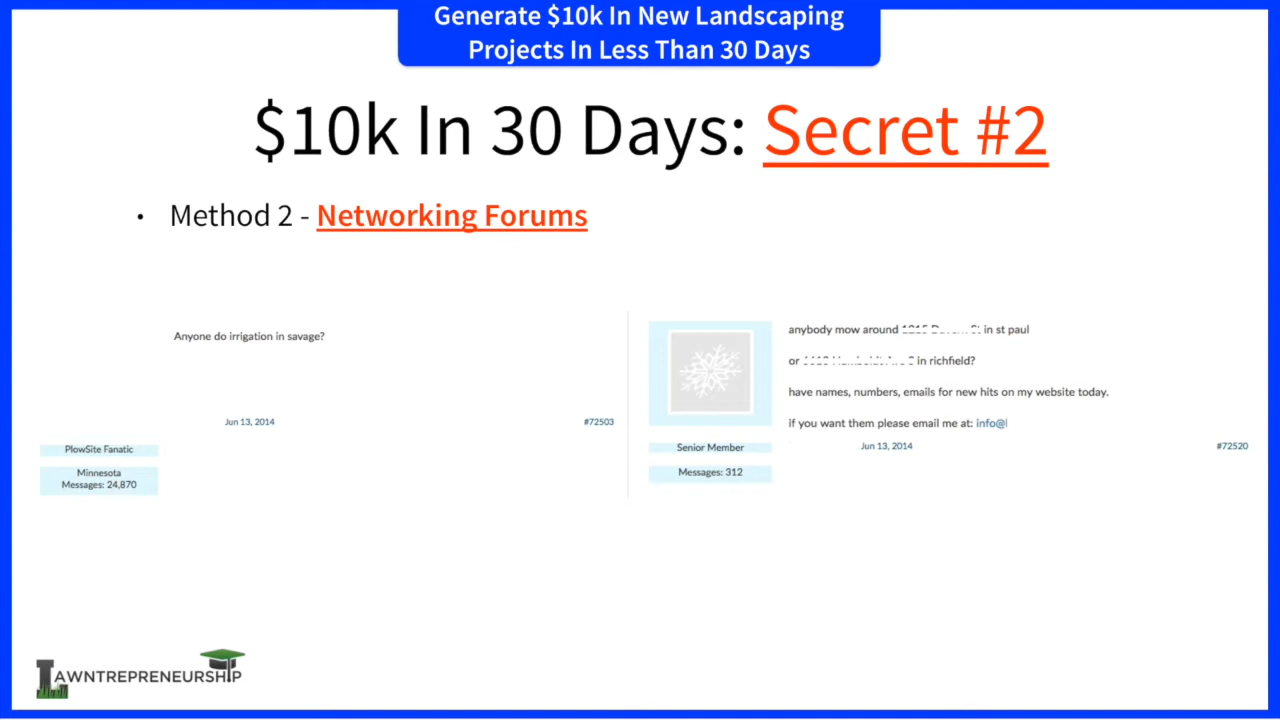 Generate $10k In New Landscaping
Projects In Less Than 30 Days
$10k In 30 Days: Secret #2
• Method 2 - Networking Forums
Anyone do irrigation in savage?
Jun 13, 2014 #72503
PlowSite Fanatic
Minnesota
Messages: 24,870
anybody mow around in st paul
or in richfield?
have names, numbers, emails for new hits on my website today.
if you want them please email me at: info@
Senior Member
Jun 13, 2014 #72520
Messages: 312
LAWNTREPRENEURSHIP